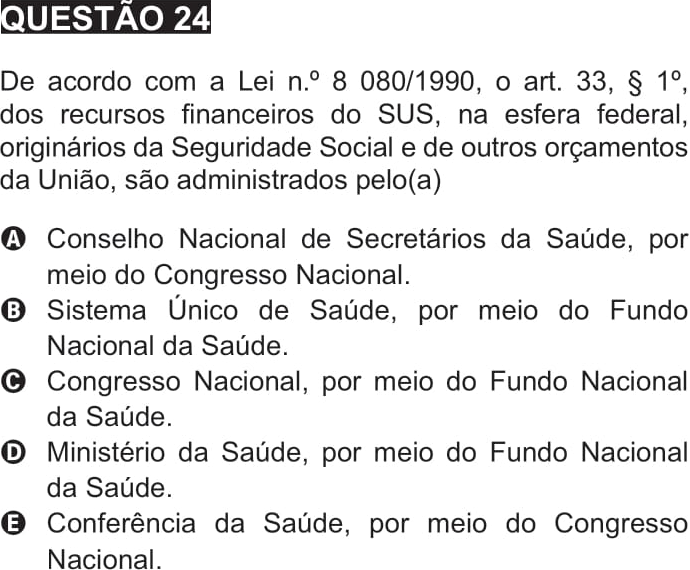 QUESTÃO 24
De acordo com a Lei n.º 8 080/1990, o art. 33, § 1º,
dos recursos financeiros do SUS, na esfera federal,
originários da Seguridade Social e de outros orçamentos
da União, são administrados pelo(a)
A Conselho Nacional de Secretários da Saúde, por
meio do Congresso Nacional.
B Sistema Único de Saúde, por meio do Fundo
Nacional da Saúde.
C Congresso Nacional, por meio do Fundo Nacional
da Saúde.
D Ministério da Saúde, por meio do Fundo Nacional
da Saúde.
E Conferência da Saúde, por meio do Congresso
Nacional.